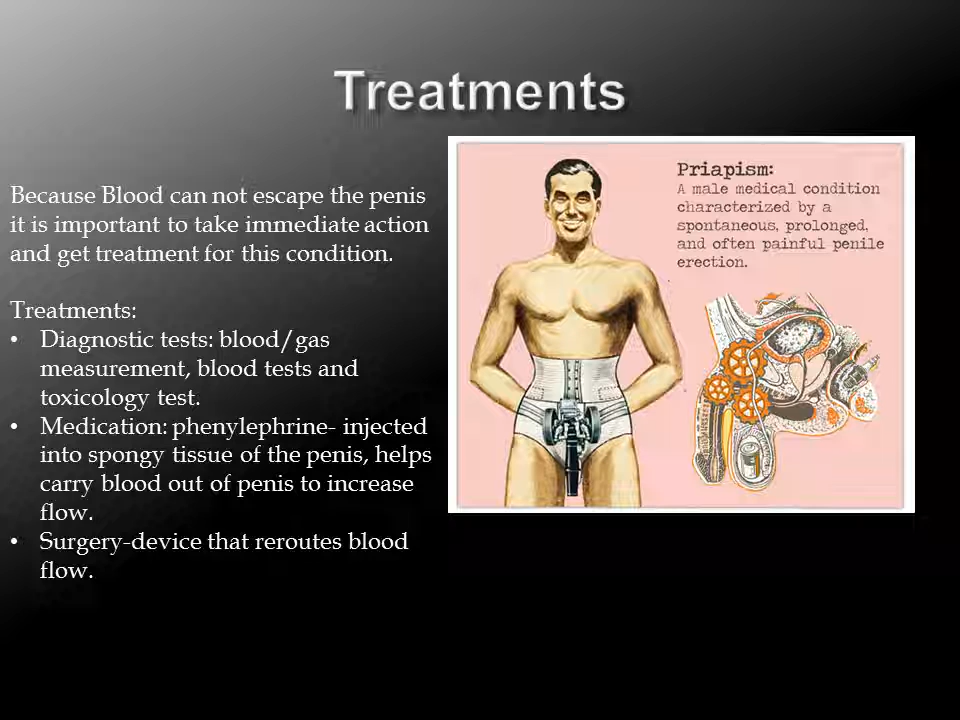 Treatments
Because Blood can not escape the penis
it is important to take immediate action
and get treatment for this condition.
Treatments:
• Diagnostic tests: blood/gas
measurement, blood tests and
toxicology test.
• Medication: phenylephrine- injected
into spongy tissue of the penis, helps
carry blood out of penis to increase
flow.
• Surgery-device that reroutes blood
flow.
Priapism:
A male medical condition
characterized by a
spontaneous, prolonged,
and often painful penile
erection.